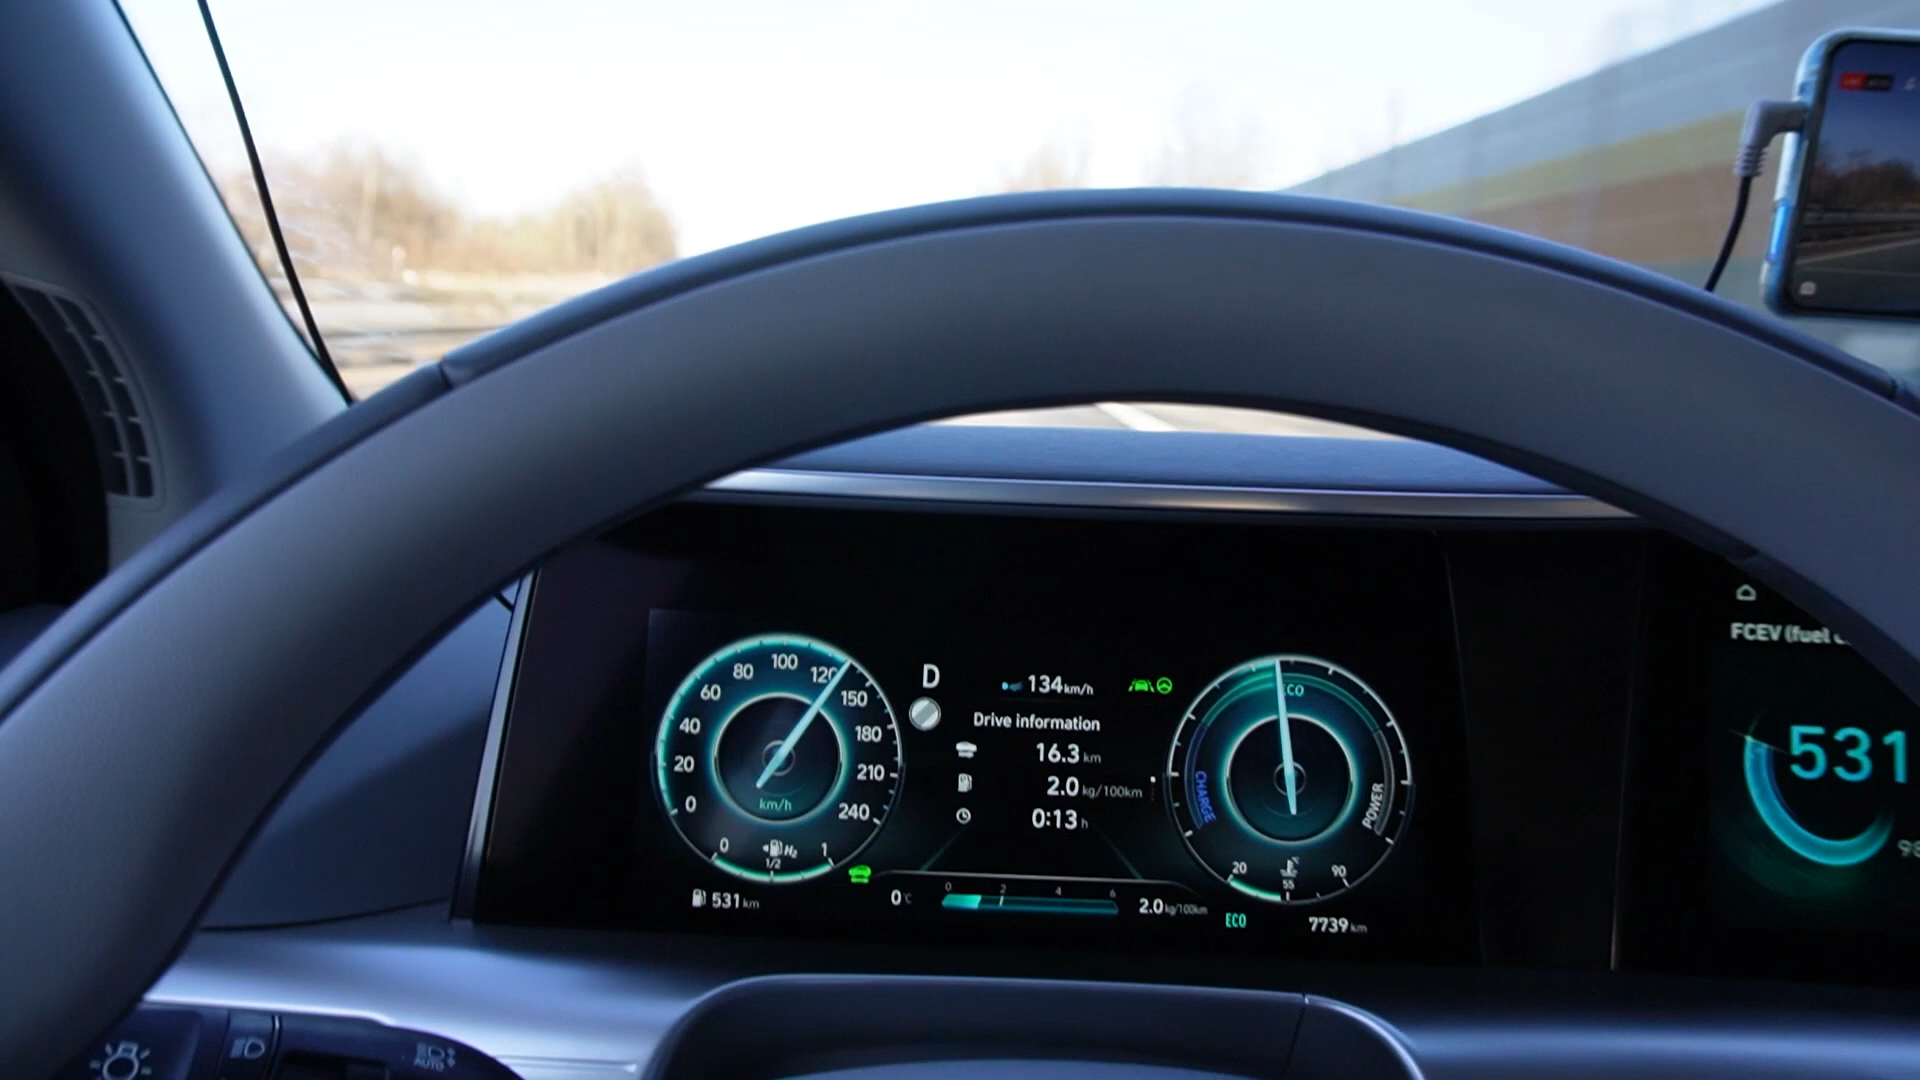 FCEV (fuel
531
98
0
20
40
60
80
100
120
150
180
210
240
km/h
0
H₂
1
1/2
531 km
D
134 km/h
Drive information
16.3 km
2.0 kg/100km
0:13 h
0 °C
0 2 4 6
2.0 kg/100km
ECO
CHARGE
POWER
20
55
90
ECO
7739 km
AUTO